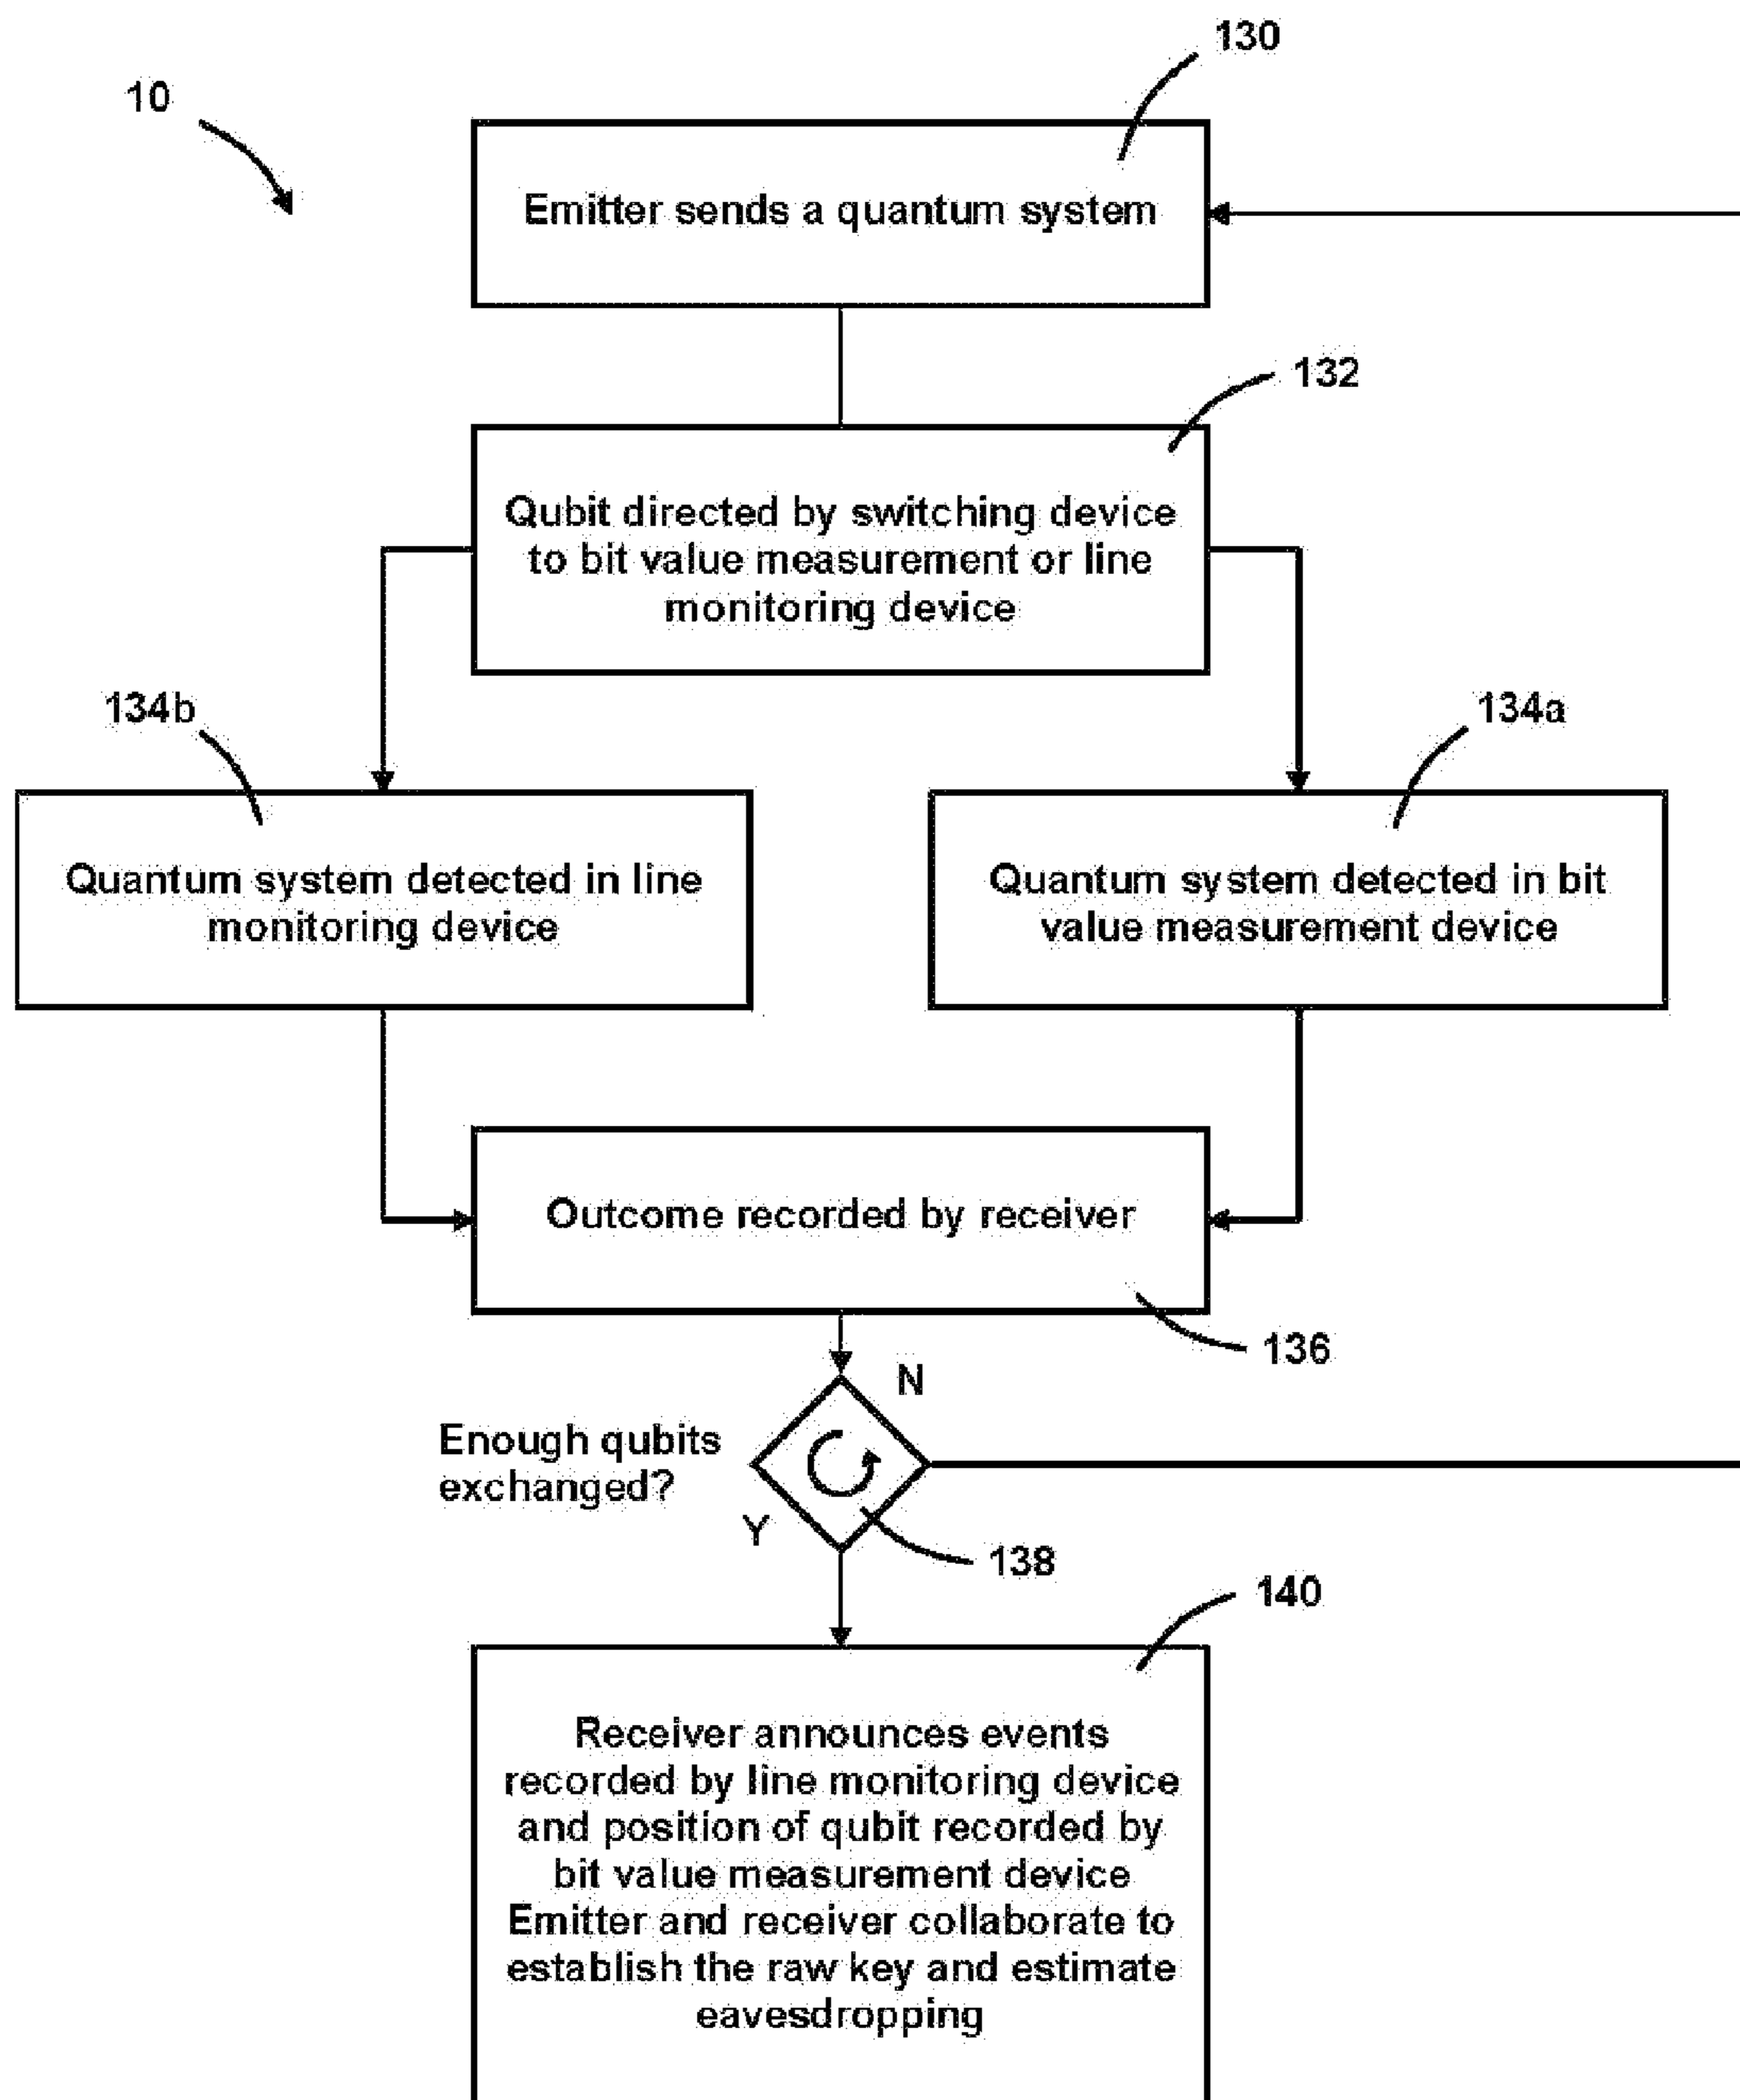 130
10
Emitter sends a quantum system
132
Qubit directed by switching device
to bit value measurement or line
monitoring device
134b
134a
Quantum system detected in line
monitoring device
Quantum system detected in bit
value measurement device
Outcome recorded by receiver
136
N
Enough qubits
exchanged?
Y
138
140
Receiver announces events
recorded by line monitoring device
and position of qubit recorded by
bit value measurement device
Emitter and receiver collaborate to
establish the raw key and estimate
eavesdropping